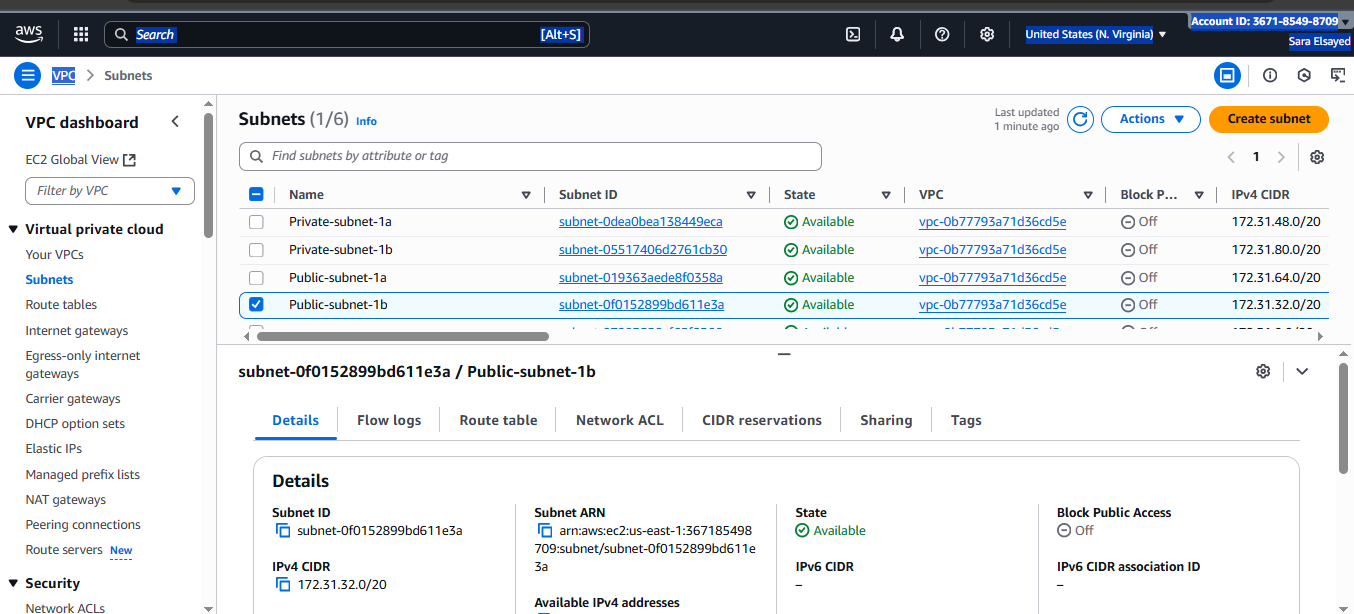 aws
Search [Alt+S]
United States (N. Virginia)
Account ID: 3671-8549-8709
Sara Elsayed
VPC
Subnets
VPC dashboard
EC2 Global View
Filter by VPC
Virtual private cloud
Your VPCs
Subnets
Route tables
Internet gateways
Egress-only internet
gateways
Carrier gateways
DHCP option sets
Elastic IPs
Managed prefix lists
NAT gateways
Peering connections
Route servers New
Security
Network ACLs
Subnets (1/6) Info
Last updated
1 minute ago
Actions
Create subnet
Find subnets by attribute or tag
1
Name Subnet ID State VPC Block P... IPv4 CIDR
Private-subnet-1a subnet-0dea0bea138449eca Available vpc-0b77793a71d36cd5e Off 172.31.48.0/20
Private-subnet-1b subnet-05517406d2761cb30 Available vpc-0b77793a71d36cd5e Off 172.31.80.0/20
Public-subnet-1a subnet-019363aede8f0358a Available vpc-0b77793a71d36cd5e Off 172.31.64.0/20
Public-subnet-1b subnet-0f0152899bd611e3a Available vpc-0b77793a71d36cd5e Off 172.31.32.0/20
subnet-0f0152899bd611e3a / Public-subnet-1b
Details Flow logs Route table Network ACL CIDR reservations Sharing Tags
Details
Subnet ID
subnet-0f0152899bd611e3a
IPv4 CIDR
172.31.32.0/20
Subnet ARN
arn:aws:ec2:us-east-1:367185498
709:subnet/subnet-0f0152899bd611e
3a
Available IPv4 addresses
State
Available
IPv6 CIDR
–
Block Public Access
Off
IPv6 CIDR association ID
–